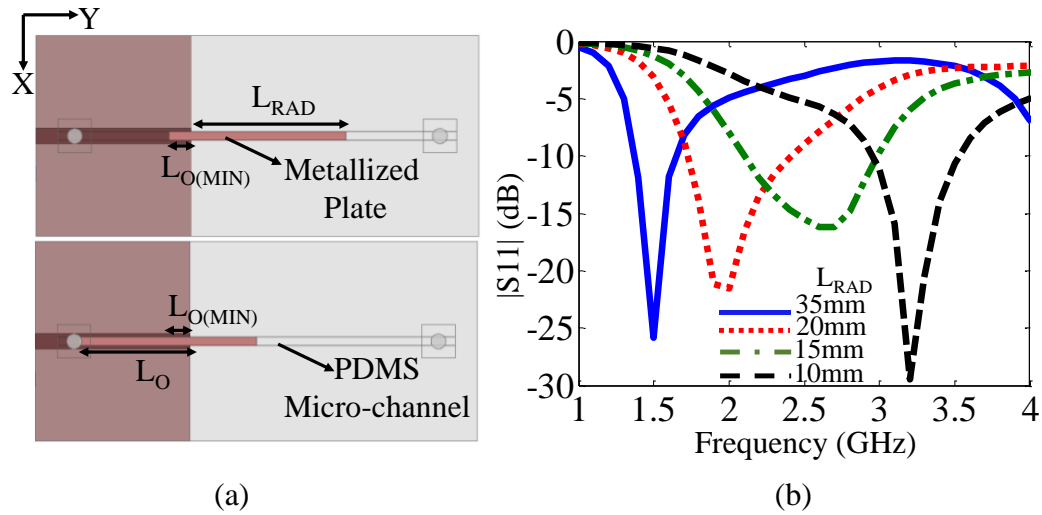 Y
X
L_RAD
L_O(MIN)
Metallized
Plate
L_O(MIN)
L_O
PDMS
Micro-channel
(a)
0
-5
-10
-15
-20
-25
-30
|S11| (dB)
L_RAD
35mm
20mm
15mm
10mm
1 1.5 2 2.5 3 3.5 4
Frequency (GHz)
(b)